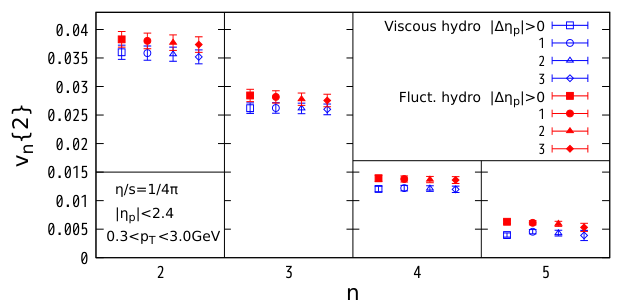 0.04
0.035
0.03
0.025
0.02
0.015
0.01
0.005
0
v_n{2}
Viscous hydro |Δη_p|>0
1
2
3
Fluct. hydro |Δη_p|>0
1
2
3
η/s=1/4π
|η_p|<2.4
0.3<p_T<3.0GeV
2 3 4 5
n